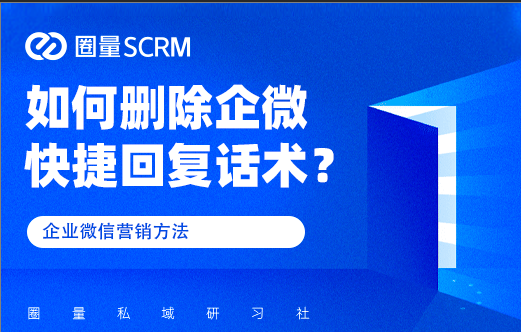 圈量SCRM
如何删除企微
快捷回复话术？
企业微信营销方法
圈量私域研习社